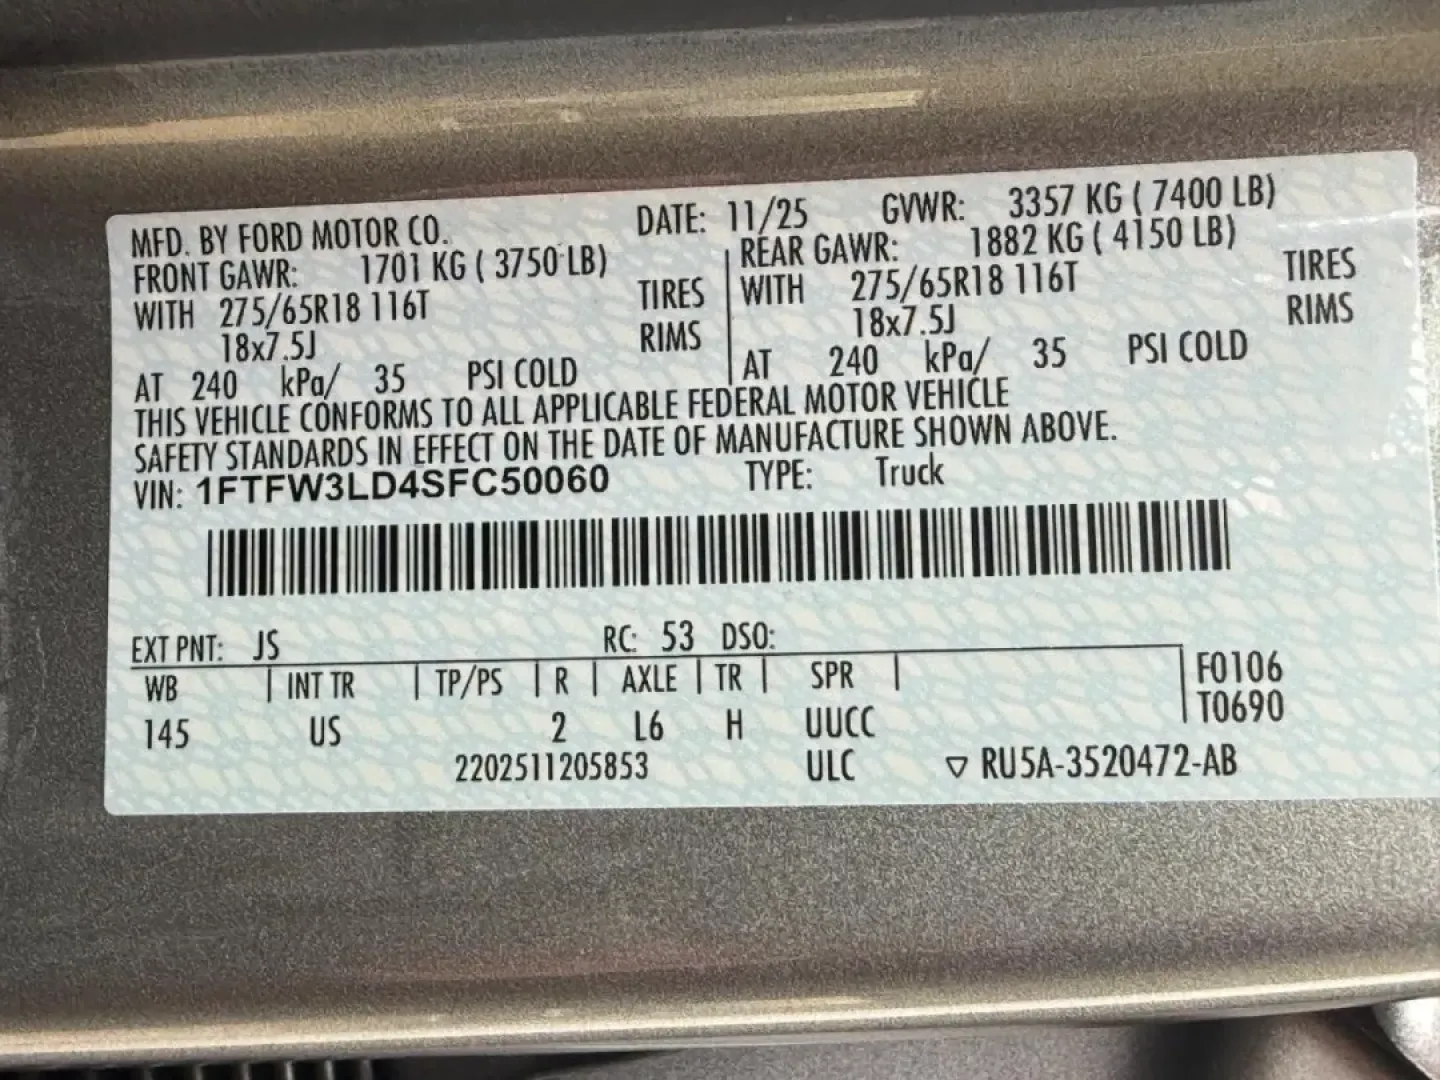 MFD. BY FORD MOTOR CO. DATE: 11/25 GVWR: 3357 KG ( 7400 LB)
FRONT GAWR: 1701 KG ( 3750 LB) REAR GAWR: 1882 KG ( 4150 LB)
WITH 275/65R18 116T TIRES WITH 275/65R18 116T TIRES
18x7.5J RIMS 18x7.5J RIMS
AT 240 kPa/ 35 PSI COLD AT 240 kPa/ 35 PSI COLD
THIS VEHICLE CONFORMS TO ALL APPLICABLE FEDERAL MOTOR VEHICLE
SAFETY STANDARDS IN EFFECT ON THE DATE OF MANUFACTURE SHOWN ABOVE.
VIN: 1FTFW3LD4SFC50060 TYPE: Truck
EXT PNT: JS RC: 53 DSO:
WB INT TR TP/PS R AXLE TR SPR F0106
145 US 2 L6 H UUCC T0690
2202511205853 ULC ▽ RU5A-3520472-AB